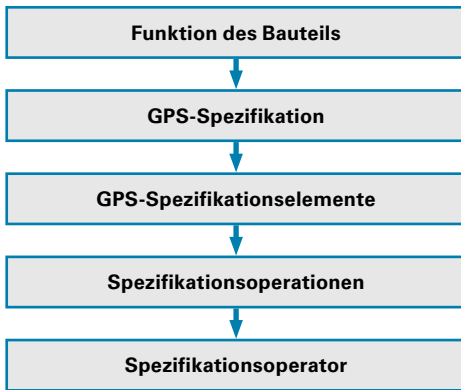 Funktion des Bauteils
GPS-Spezifikation
GPS-Spezifikationselemente
Spezifikationsoperationen
Spezifikationsoperator